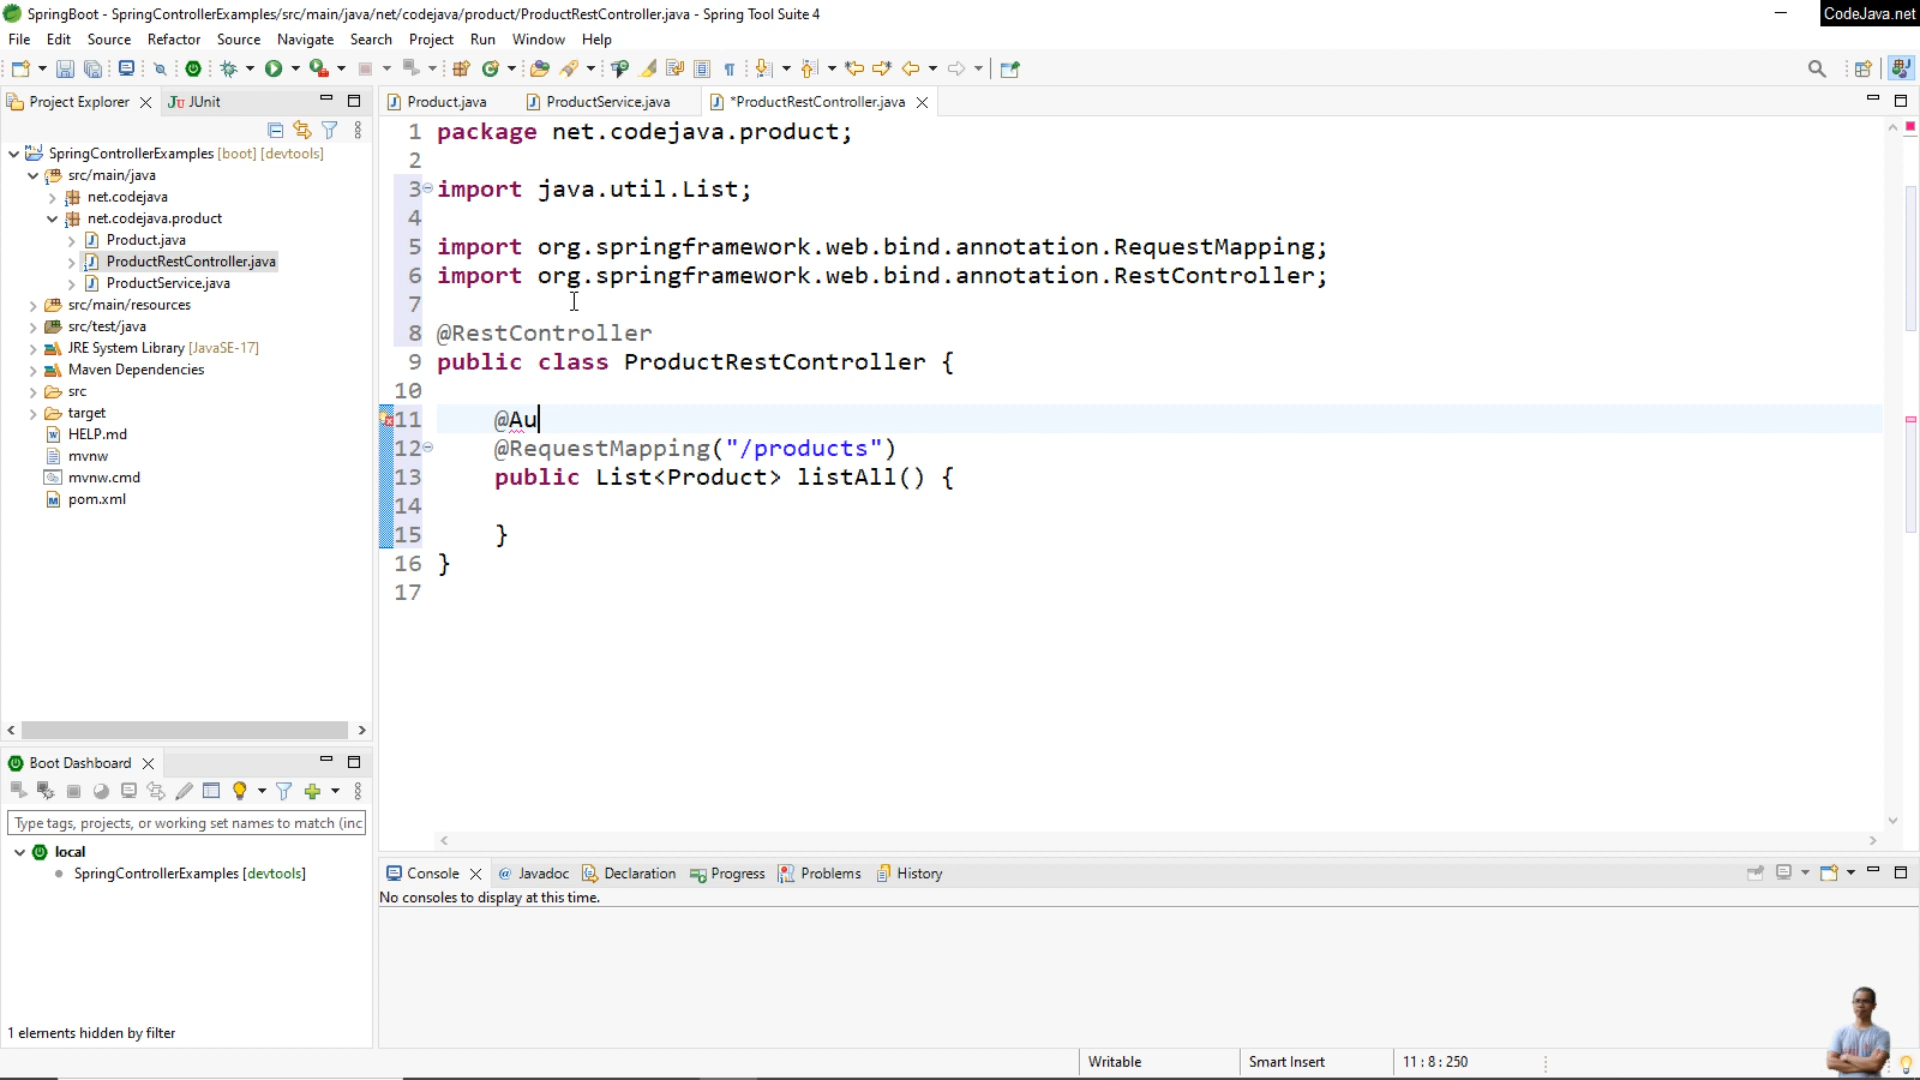 SpringBoot - SpringControllerExamples/src/main/java/net/codejava/product/ProductRestController.java - Spring Tool Suite 4
CodeJava.net
File Edit Source Refactor Source Navigate Search Project Run Window Help
Project Explorer
JUnit
Product.java
ProductService.java
*ProductRestController.java
SpringControllerExamples [boot] [devtools]
src/main/java
net.codejava
net.codejava.product
Product.java
ProductRestController.java
ProductService.java
src/main/resources
src/test/java
JRE System Library [JavaSE-17]
Maven Dependencies
src
target
HELP.md
mvnw
mvnw.cmd
pom.xml
1 package net.codejava.product;
2
3 import java.util.List;
4
5 import org.springframework.web.bind.annotation.RequestMapping;
6 import org.springframework.web.bind.annotation.RestController;
7
8 @RestController
9 public class ProductRestController {
10
11 @Au
12 @RequestMapping("/products")
13 public List<Product> listAll() {
14
15 }
16 }
17
Boot Dashboard
Type tags, projects, or working set names to match (inc
local
SpringControllerExamples [devtools]
1 elements hidden by filter
Console
Javadoc
Declaration
Progress
Problems
History
No consoles to display at this time.
Writable
Smart Insert
11 : 8 : 250